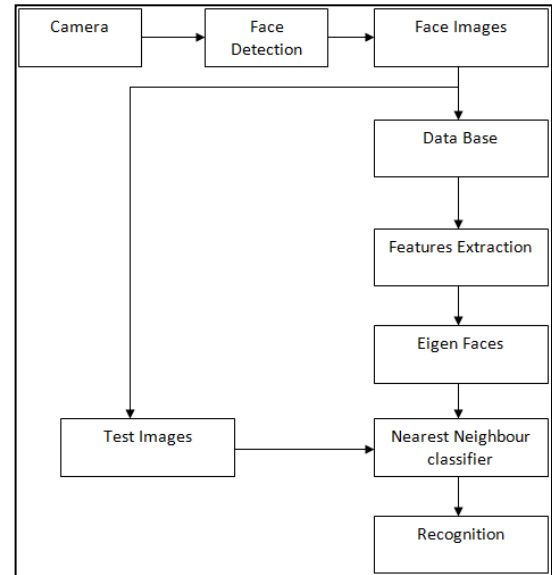 Camera
Face
Detection
Face Images
Data Base
Features Extraction
Eigen Faces
Test Images
Nearest Neighbour
classifier
Recognition